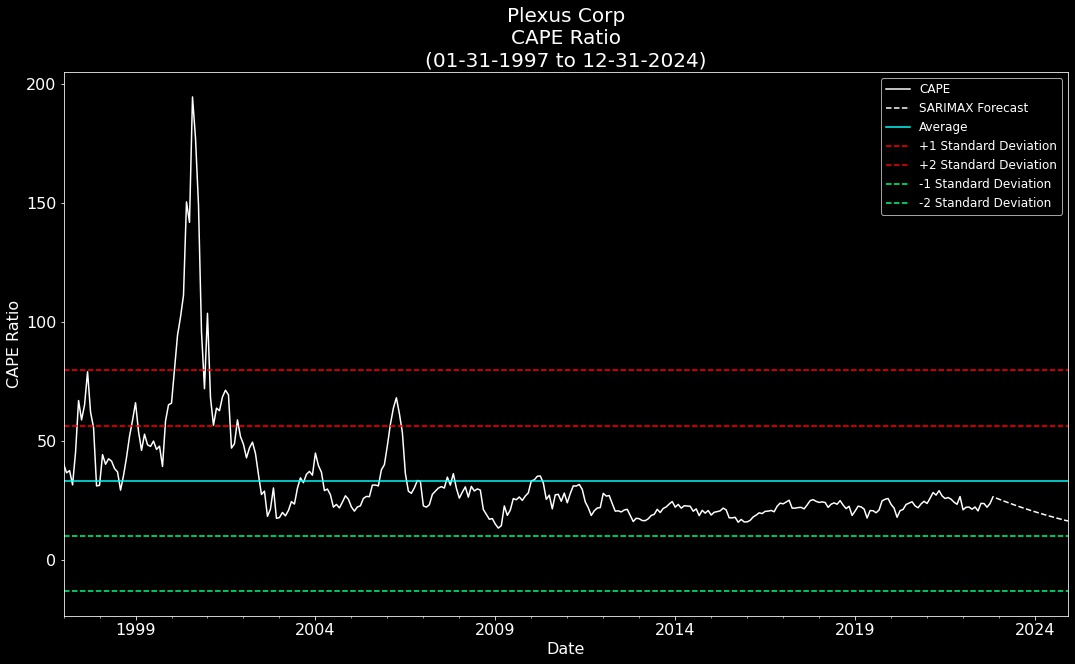 Plexus Corp
CAPE Ratio
(01-31-1997 to 12-31-2024)
CAPE
SARIMAX Forecast
Average
+1 Standard Deviation
+2 Standard Deviation
-1 Standard Deviation
-2 Standard Deviation
CAPE Ratio
200
150
100
50
0
1999 2004 2009 2014 2019 2024
Date